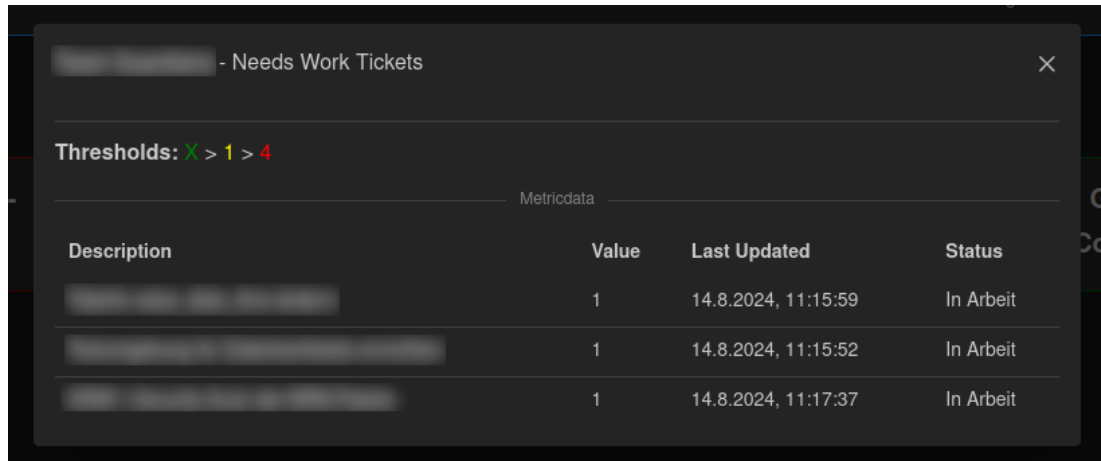 - Needs Work Tickets
Thresholds: X > 1 > 4
Metricdata
Description Value Last Updated Status
1 14.8.2024, 11:15:59 In Arbeit
1 14.8.2024, 11:15:52 In Arbeit
1 14.8.2024, 11:17:37 In Arbeit